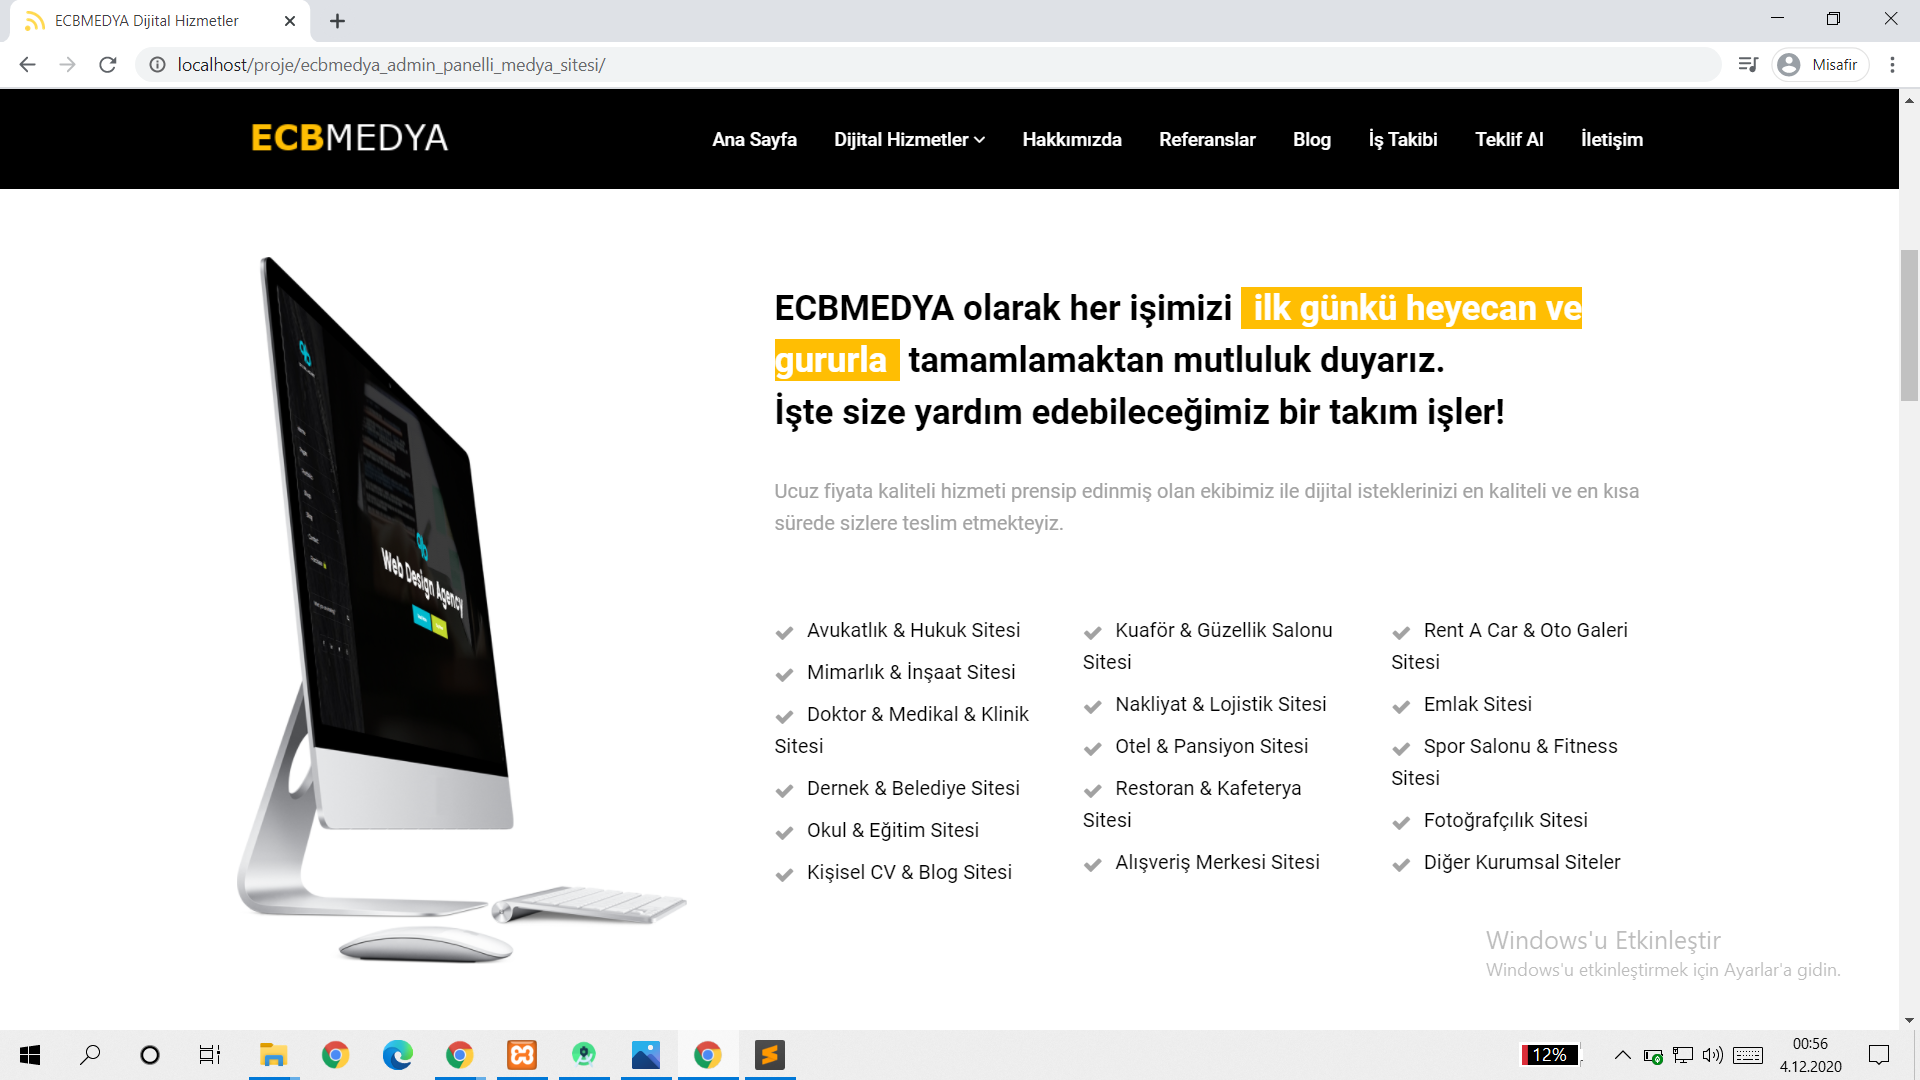 ECBMEDYA Dijital Hizmetler
localhost/proje/ecbmedya_admin_panelli_medya_sitesi/
Misafir
ECBMEDYA
Ana Sayfa
Dijital Hizmetler
Hakkımızda
Referanslar
Blog
İş Takibi
Teklif Al
İletişim
ECBMEDYA olarak her işimizi ilk günkü heyecan ve
gururla tamamlamaktan mutluluk duyarız.
İşte size yardım edebileceğimiz bir takım işler!
Ucuz fiyata kaliteli hizmeti prensip edinmiş olan ekibimiz ile dijital isteklerinizi en kaliteli ve en kısa
sürede sizlere teslim etmekteyiz.
Web Design Agency
Avukatlık & Hukuk Sitesi
Mimarlık & İnşaat Sitesi
Doktor & Medikal & Klinik
Sitesi
Dernek & Belediye Sitesi
Okul & Eğitim Sitesi
Kişisel CV & Blog Sitesi
Kuaför & Güzellik Salonu
Sitesi
Nakliyat & Lojistik Sitesi
Otel & Pansiyon Sitesi
Restoran & Kafeterya
Sitesi
Alışveriş Merkesi Sitesi
Rent A Car & Oto Galeri
Sitesi
Emlak Sitesi
Spor Salonu & Fitness
Sitesi
Fotoğrafçılık Sitesi
Diğer Kurumsal Siteler
Windows'u Etkinleştir
Windows'u etkinleştirmek için Ayarlar'a gidin.
12%
00:56
4.12.2020